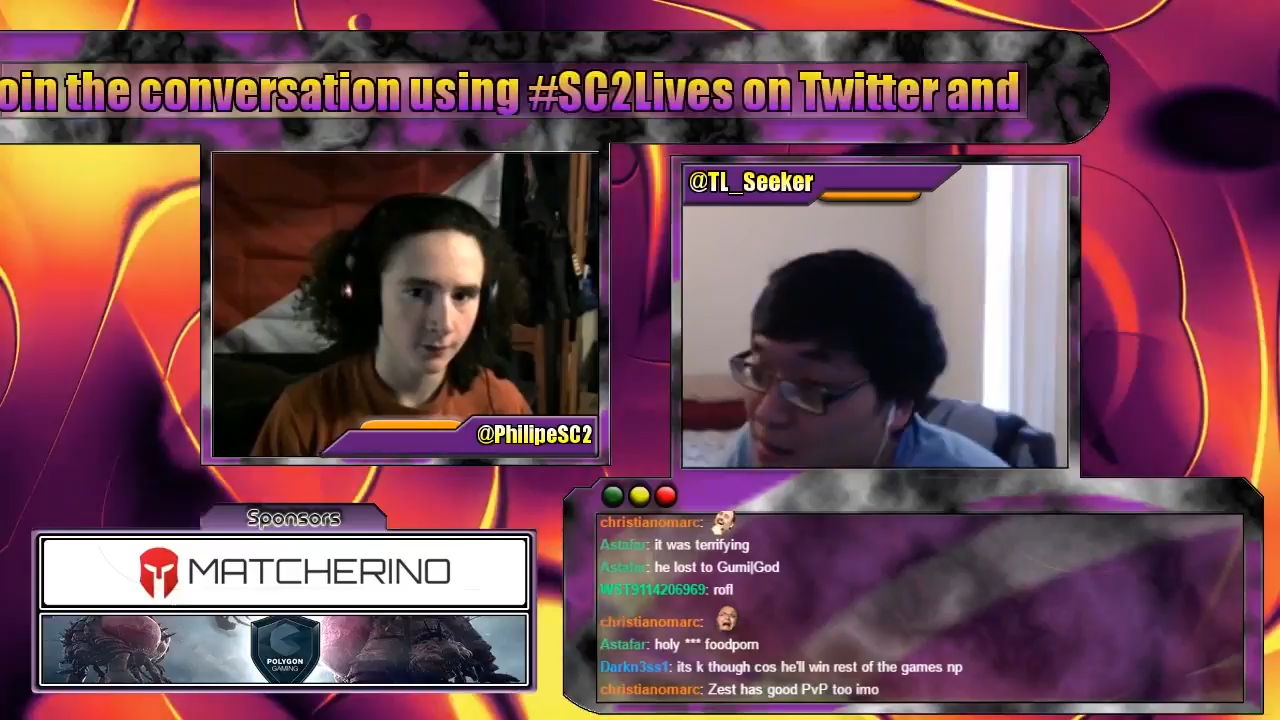 oin the conversation using #SC2Lives on Twitter and
@TL_Seeker
@PhilipeSC2
Sponsors
MATCHERINO
POLYGON
GAMING
christianomarc:
Astafar: it was terrifying
Astafar: he lost to Gumi|God
WST9114206969: rofl
christianomarc:
Astafar: holy *** foodporn
Darkn3ss1: its k though cos he'll win rest of the games np
christianomarc: Zest has good PvP too imo